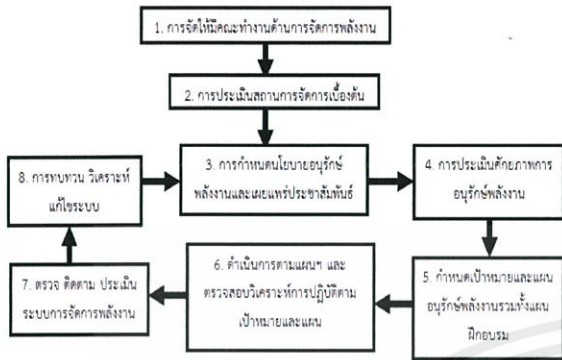 1. การจัดให้มีคณะทำงานด้านการจัดการพลังงาน
2. การประเมินสถานการจัดการเบื้องต้น
3. การกำหนดนโยบายอนุรักษ์
พลังงานและเผยแพร่ประชาสัมพันธ์
4. การประเมินศักยภาพการ
อนุรักษ์พลังงาน
5. กำหนดเป้าหมายและแผน
อนุรักษ์พลังงานรวมทั้งแผน
ฝึกอบรม
6. ดำเนินการตามแผนฯ และ
ตรวจสอบวิเคราะห์การปฏิบัติตาม
เป้าหมายและแผน
7. ตรวจ ติดตาม ประเมิน
ระบบการจัดการพลังงาน
8. การทบทวน วิเคราะห์
แก้ไขระบบ